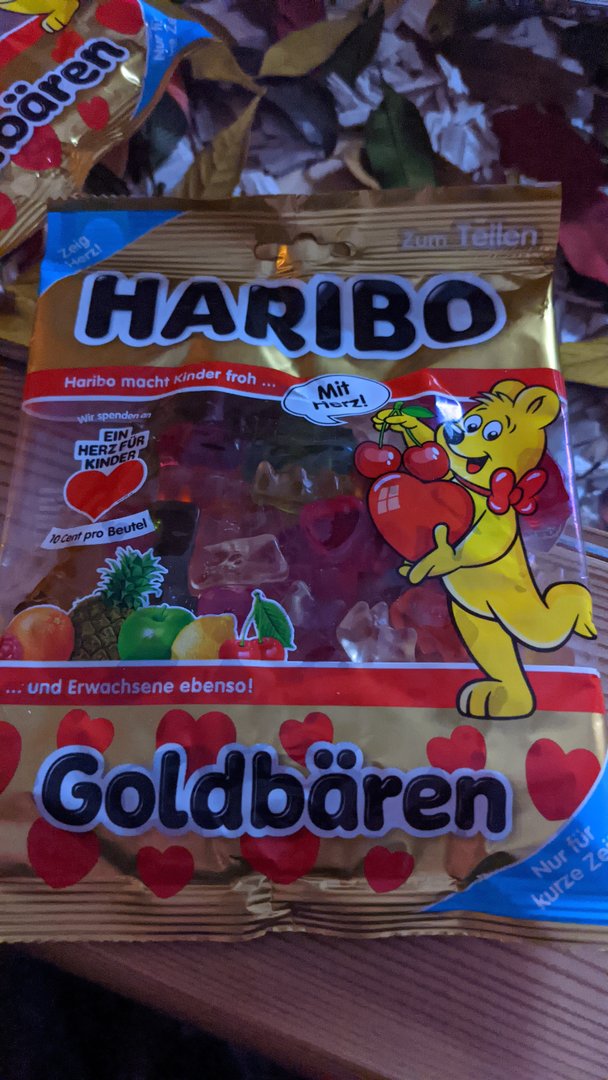 bären
Zeig
Herz!
Zum Teilen
HARIBO
Haribo macht Kinder froh ...
Mit
Herz!
Wir spenden an
EIN
HERZ FÜR
KINDER
10 Cent pro Beutel
... und Erwachsene ebenso!
Goldbären
Nur für
kurze Zei